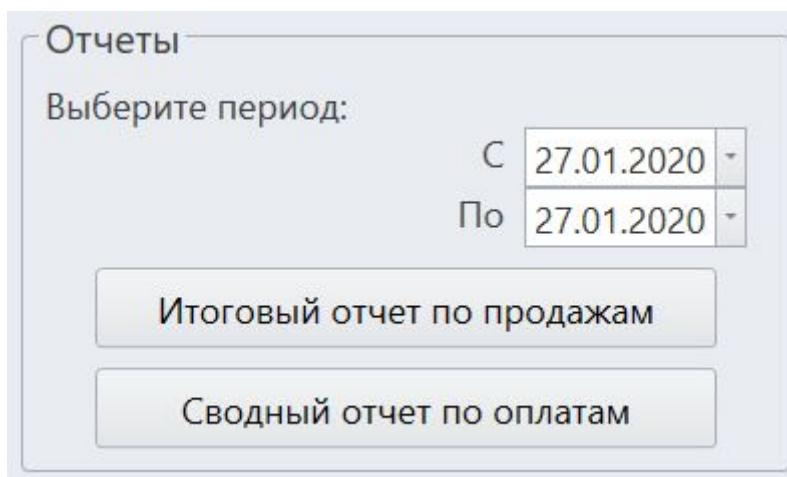 Отчеты
Выберите период:
С 27.01.2020
По 27.01.2020
Итоговый отчет по продажам
Сводный отчет по оплатам